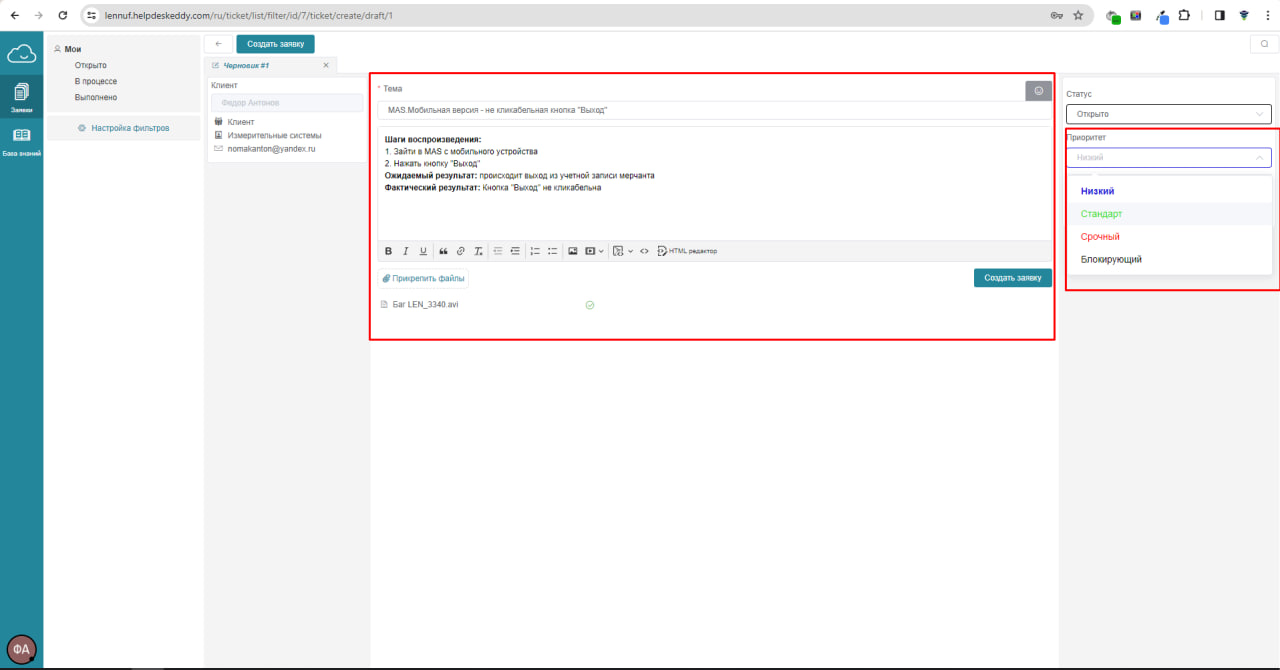 lennuf.helpdeskeddy.com/ru/ticket/list/filter/id/7/ticket/create/draft/1
Заявки
База знаний
ФА
Мои
Открыто
В процессе
Выполнено
Настройка фильтров
Создать заявку
Черновик #1
Клиент
Федор Антонов
Клиент
Измерительные системы
nomakanton@yandex.ru
* Тема
MAS.Мобильная версия - не кликабельная кнопка "Выход"
Шаги воспроизведения:
1. Зайти в MAS с мобильного устройства
2. Нажать кнопку "Выход"
Ожидаемый результат: происходит выход из учетной записи мерчанта
Фактический результат: Кнопка "Выход" не кликабельна
HTML редактор
Прикрепить файлы
Создать заявку
Баг LEN_3340.avi
Статус
Открыто
Приоритет
Низкий
Низкий
Стандарт
Срочный
Блокирующий